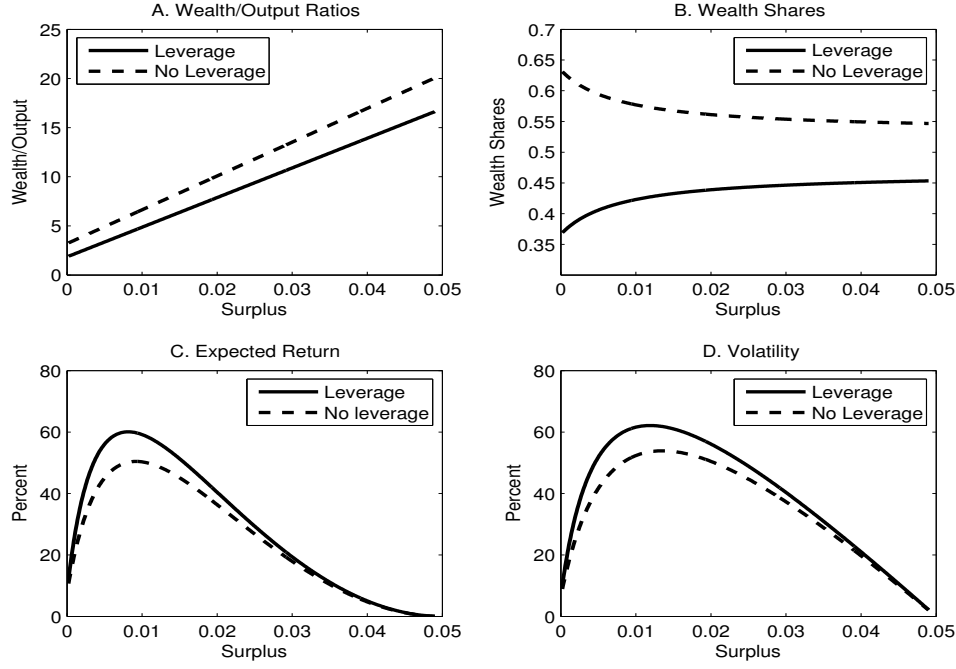 A. Wealth/Output Ratios
25
20
15
10
5
0
Wealth/Output
Leverage
No Leverage
0
0.01
0.02
0.03
0.04
0.05
Surplus
B. Wealth Shares
0.7
0.65
0.6
0.55
0.5
0.45
0.4
0.35
Wealth Shares
Leverage
No Leverage
0
0.01
0.02
0.03
0.04
0.05
Surplus
C. Expected Return
80
60
40
20
0
Percent
Leverage
No leverage
0
0.01
0.02
0.03
0.04
0.05
Surplus
D. Volatility
80
60
40
20
0
Percent
Leverage
No Leverage
0
0.01
0.02
0.03
0.04
0.05
Surplus